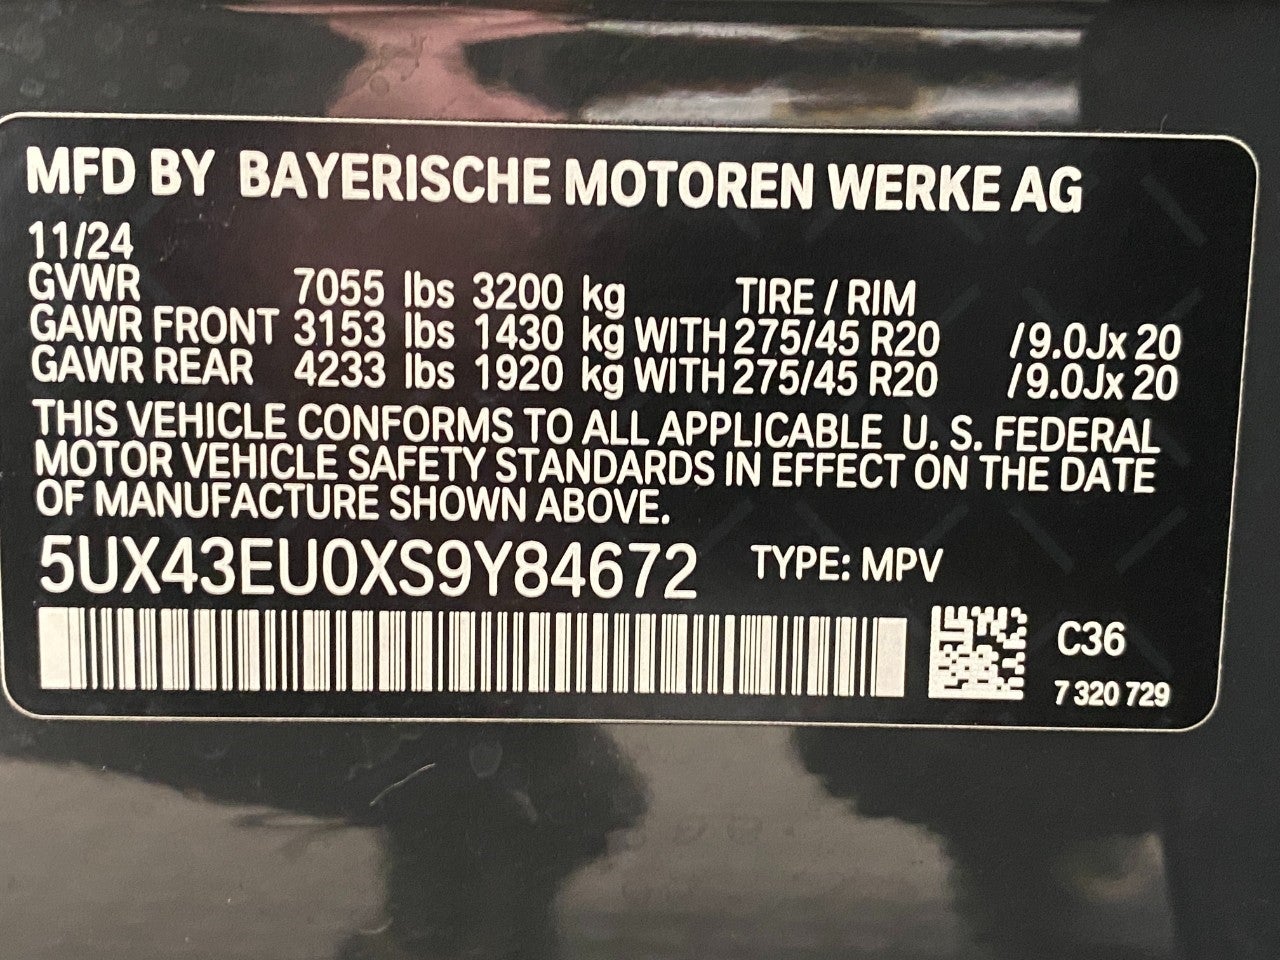 MFD BY BAYERISCHE MOTOREN WERKE AG
11/24
GVWR 7055 lbs 3200 kg TIRE / RIM
GAWR FRONT 3153 lbs 1430 kg WITH 275/45 R20 / 9.0Jx 20
GAWR REAR 4233 lbs 1920 kg WITH 275/45 R20 / 9.0Jx 20
THIS VEHICLE CONFORMS TO ALL APPLICABLE U. S. FEDERAL
MOTOR VEHICLE SAFETY STANDARDS IN EFFECT ON THE DATE
OF MANUFACTURE SHOWN ABOVE.
5UX43EU0XS9Y84672 TYPE: MPV
C36
7 320 729